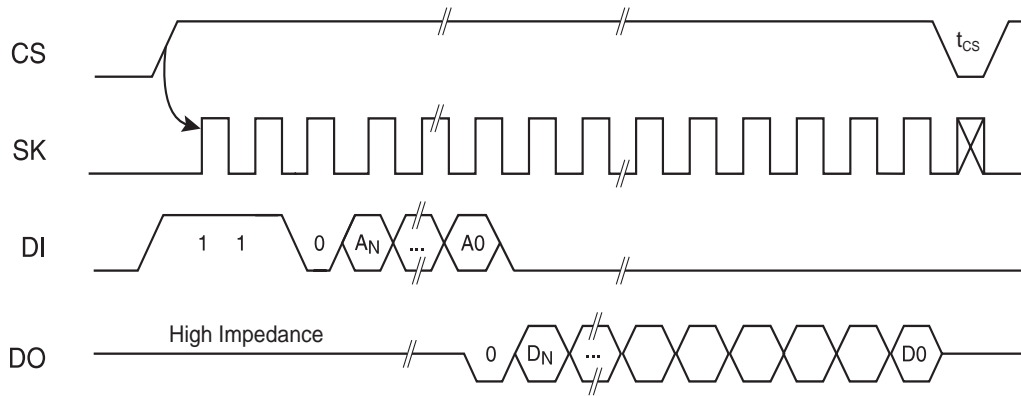 CS
t_CS
SK
DI
1 1 0 A_N ... A0
High Impedance
DO
0 D_N ... D0